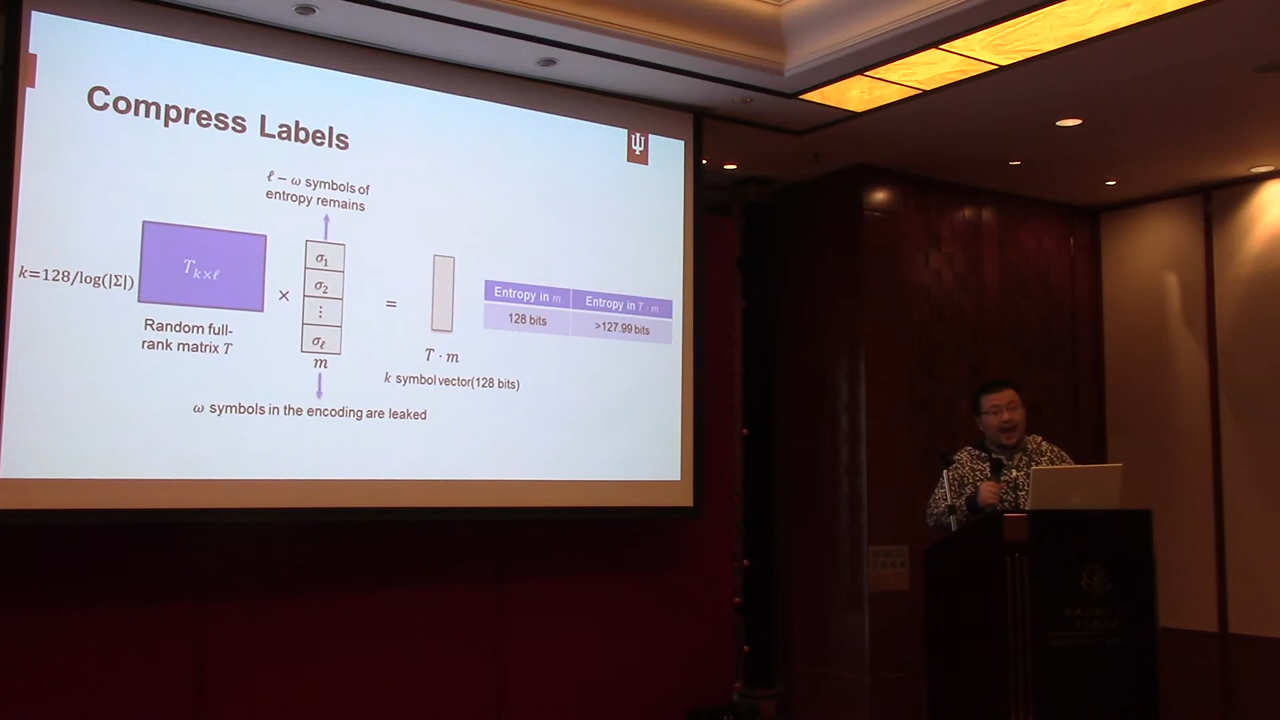 Compress Labels
ℓ − ω symbols of
entropy remains
k=128/log(|Σ|)
T_{k×ℓ}
×
σ₁
σ₂
⋮
σ_ℓ
=
Random full-
rank matrix T
m
T · m
k symbol vector(128 bits)
ω symbols in the encoding are leaked
Entropy in m Entropy in T · m
128 bits >127.99 bits